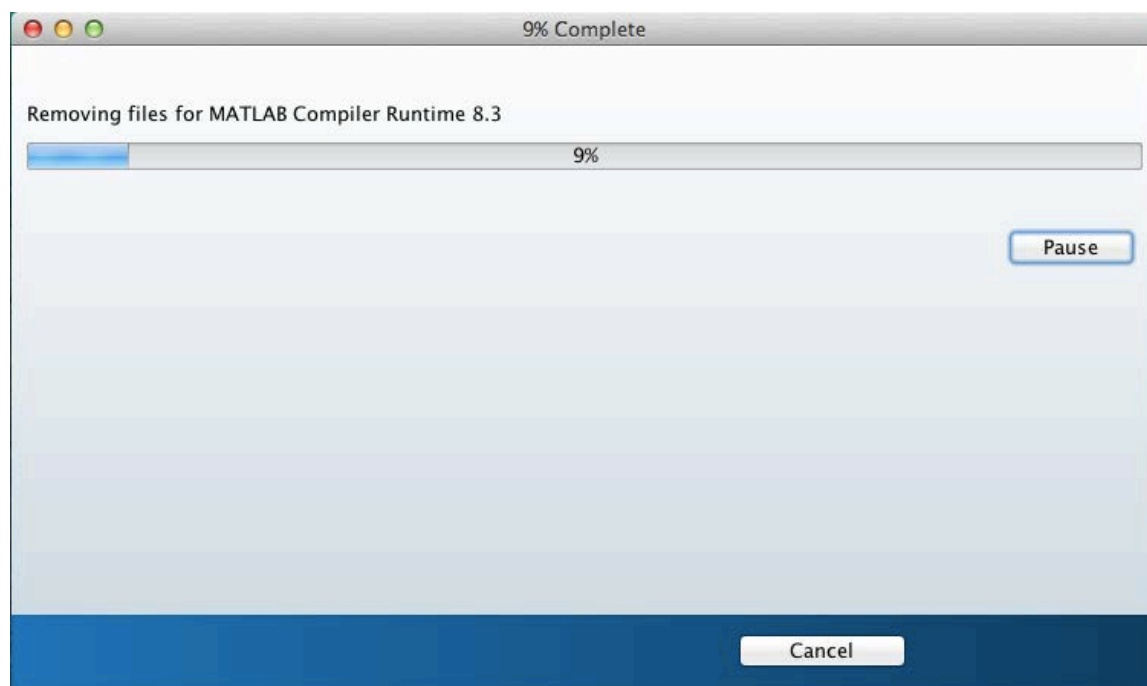 9% Complete
Removing files for MATLAB Compiler Runtime 8.3
9%
Pause
Cancel